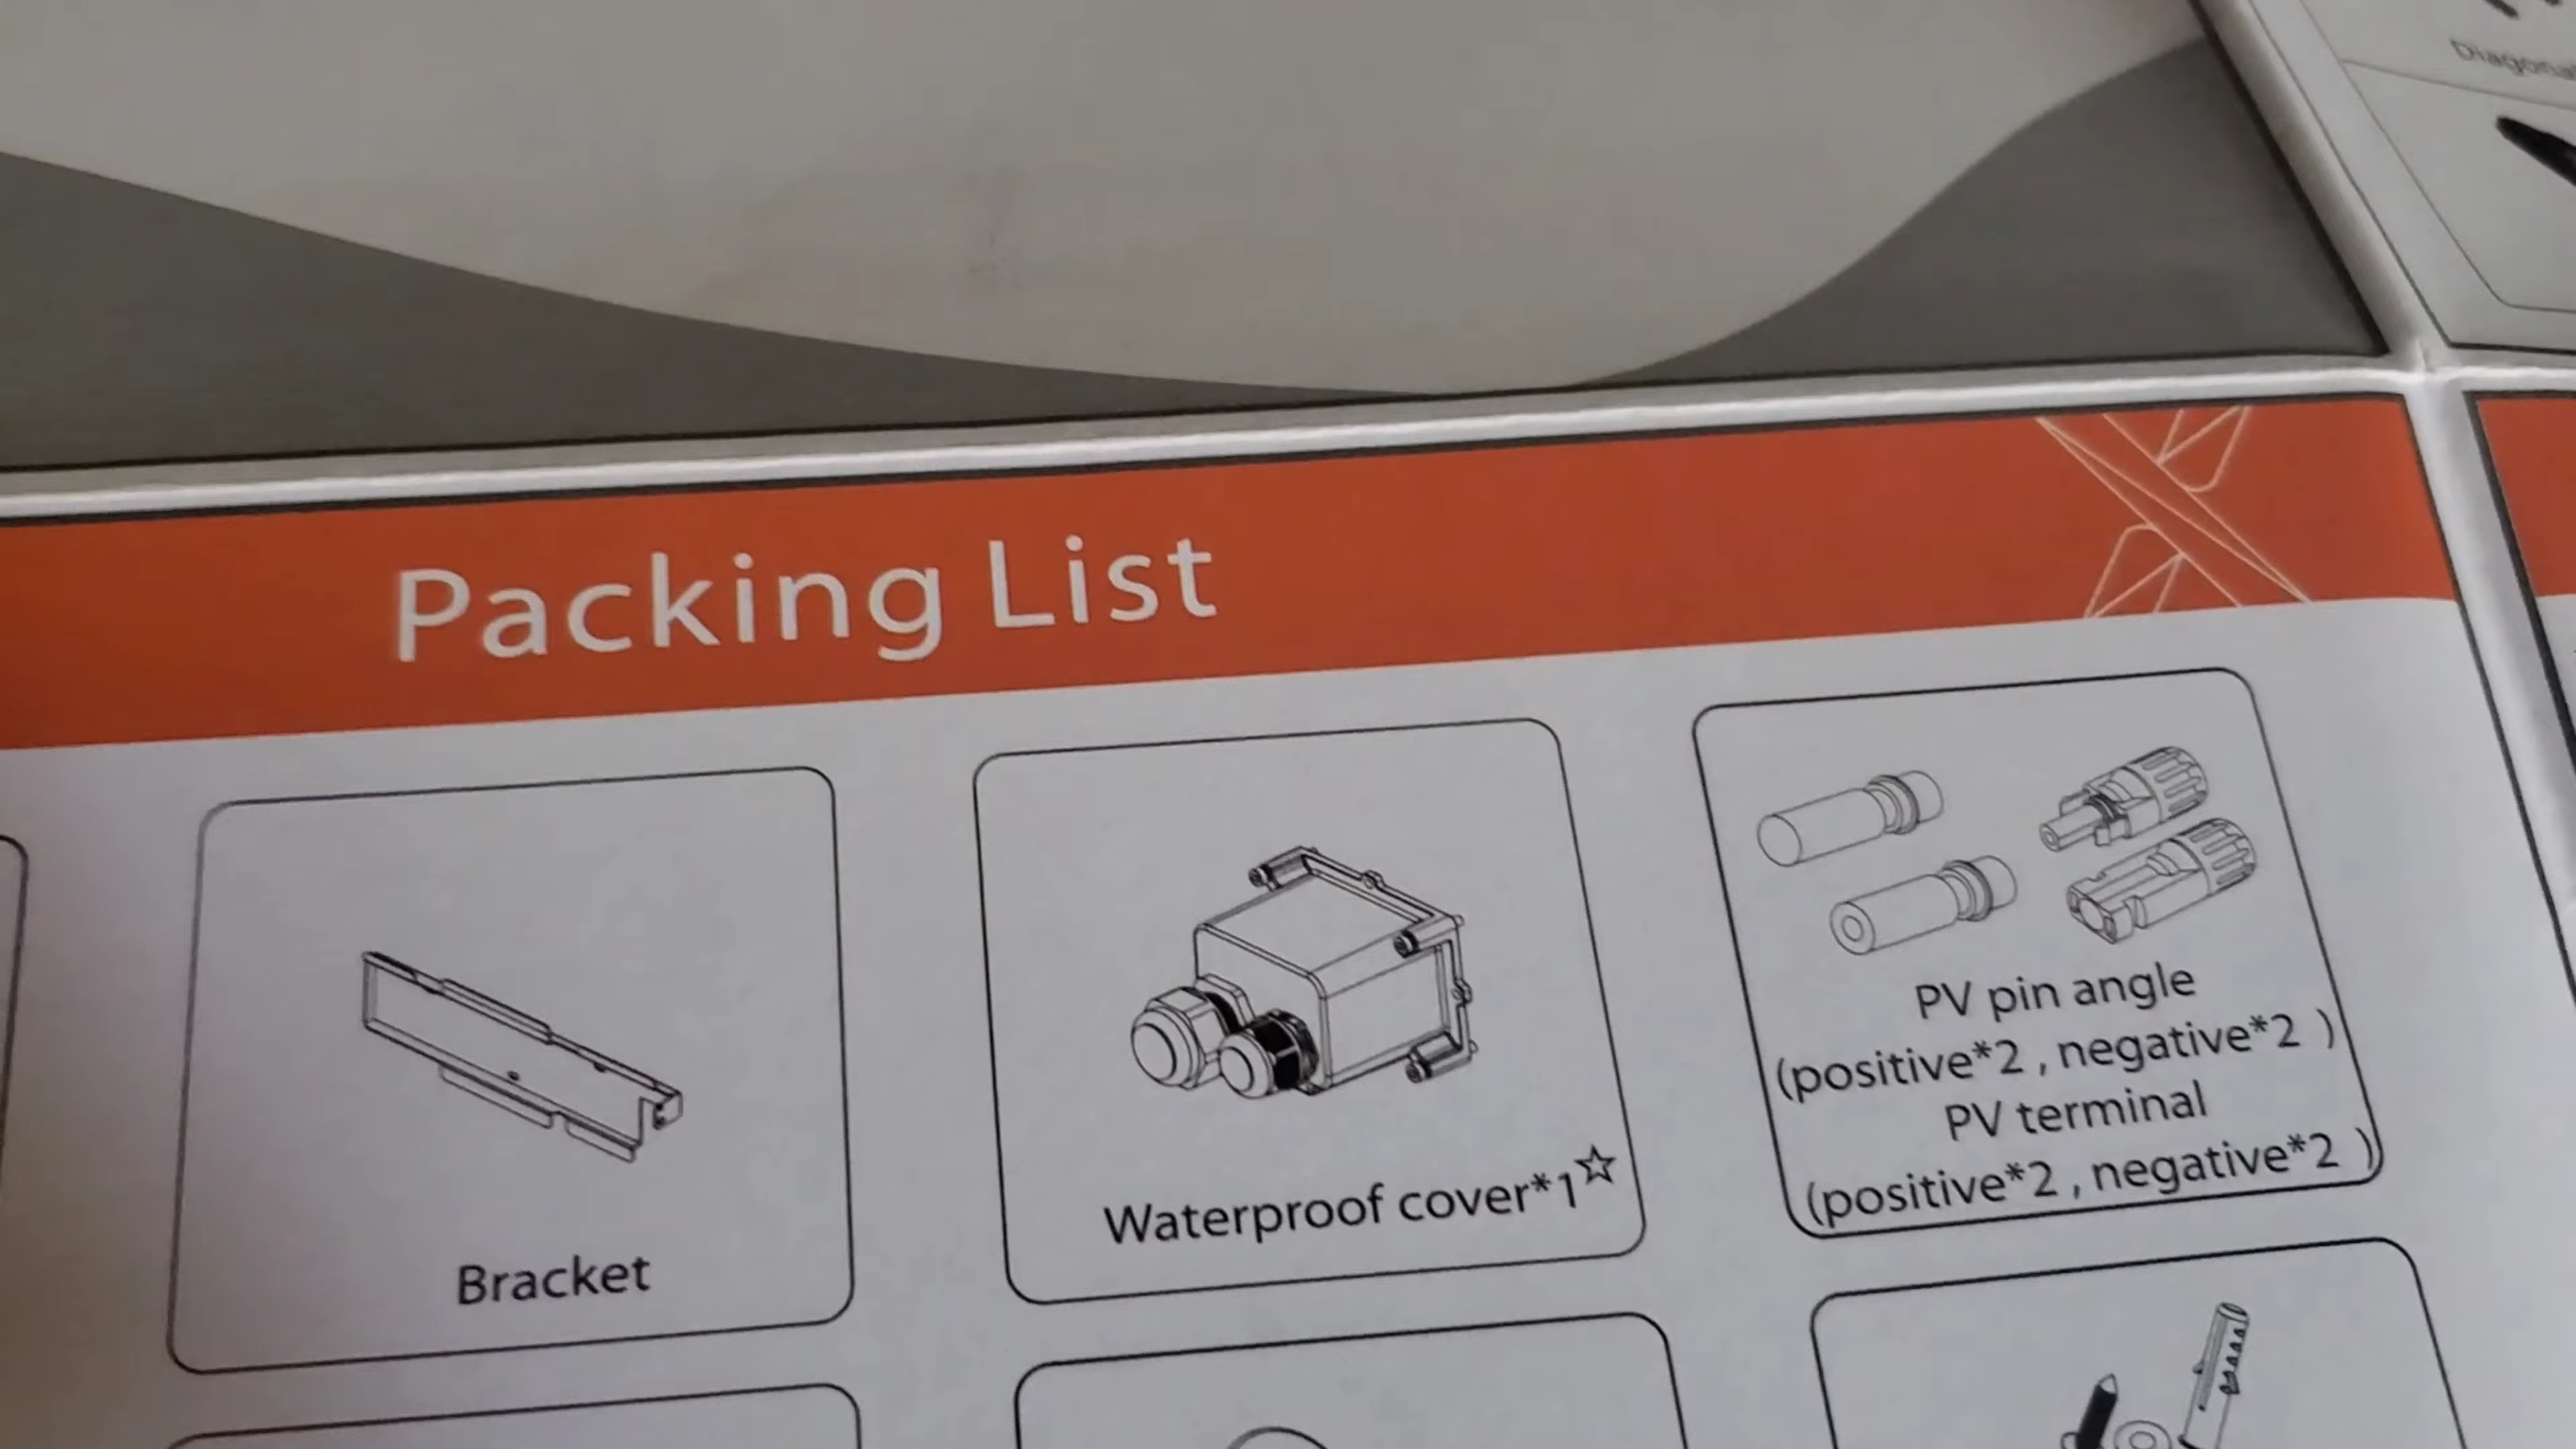 Packing List
Bracket
Waterproof cover*1☆
PV pin angle
(positive*2 , negative*2 )
PV terminal
(positive*2 , negative*2 )